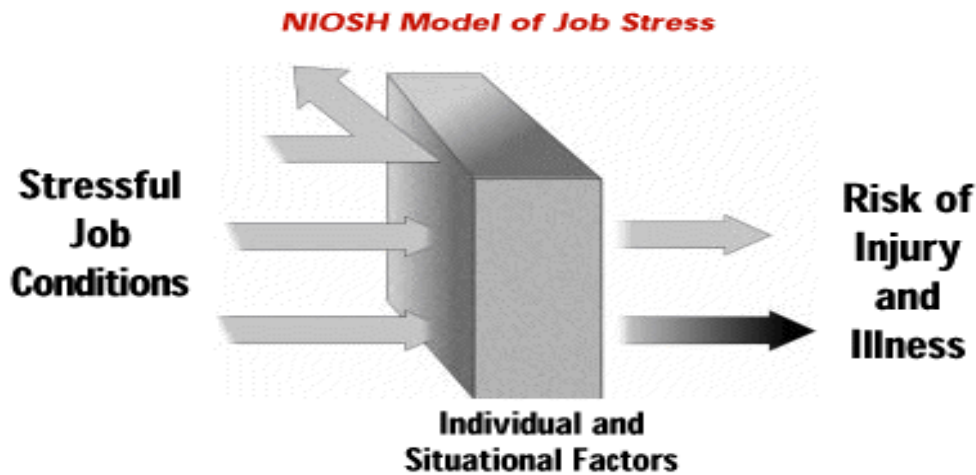 NIOSH Model of Job Stress
Stressful
Job
Conditions
Risk of
Injury
and
Illness
Individual and
Situational Factors